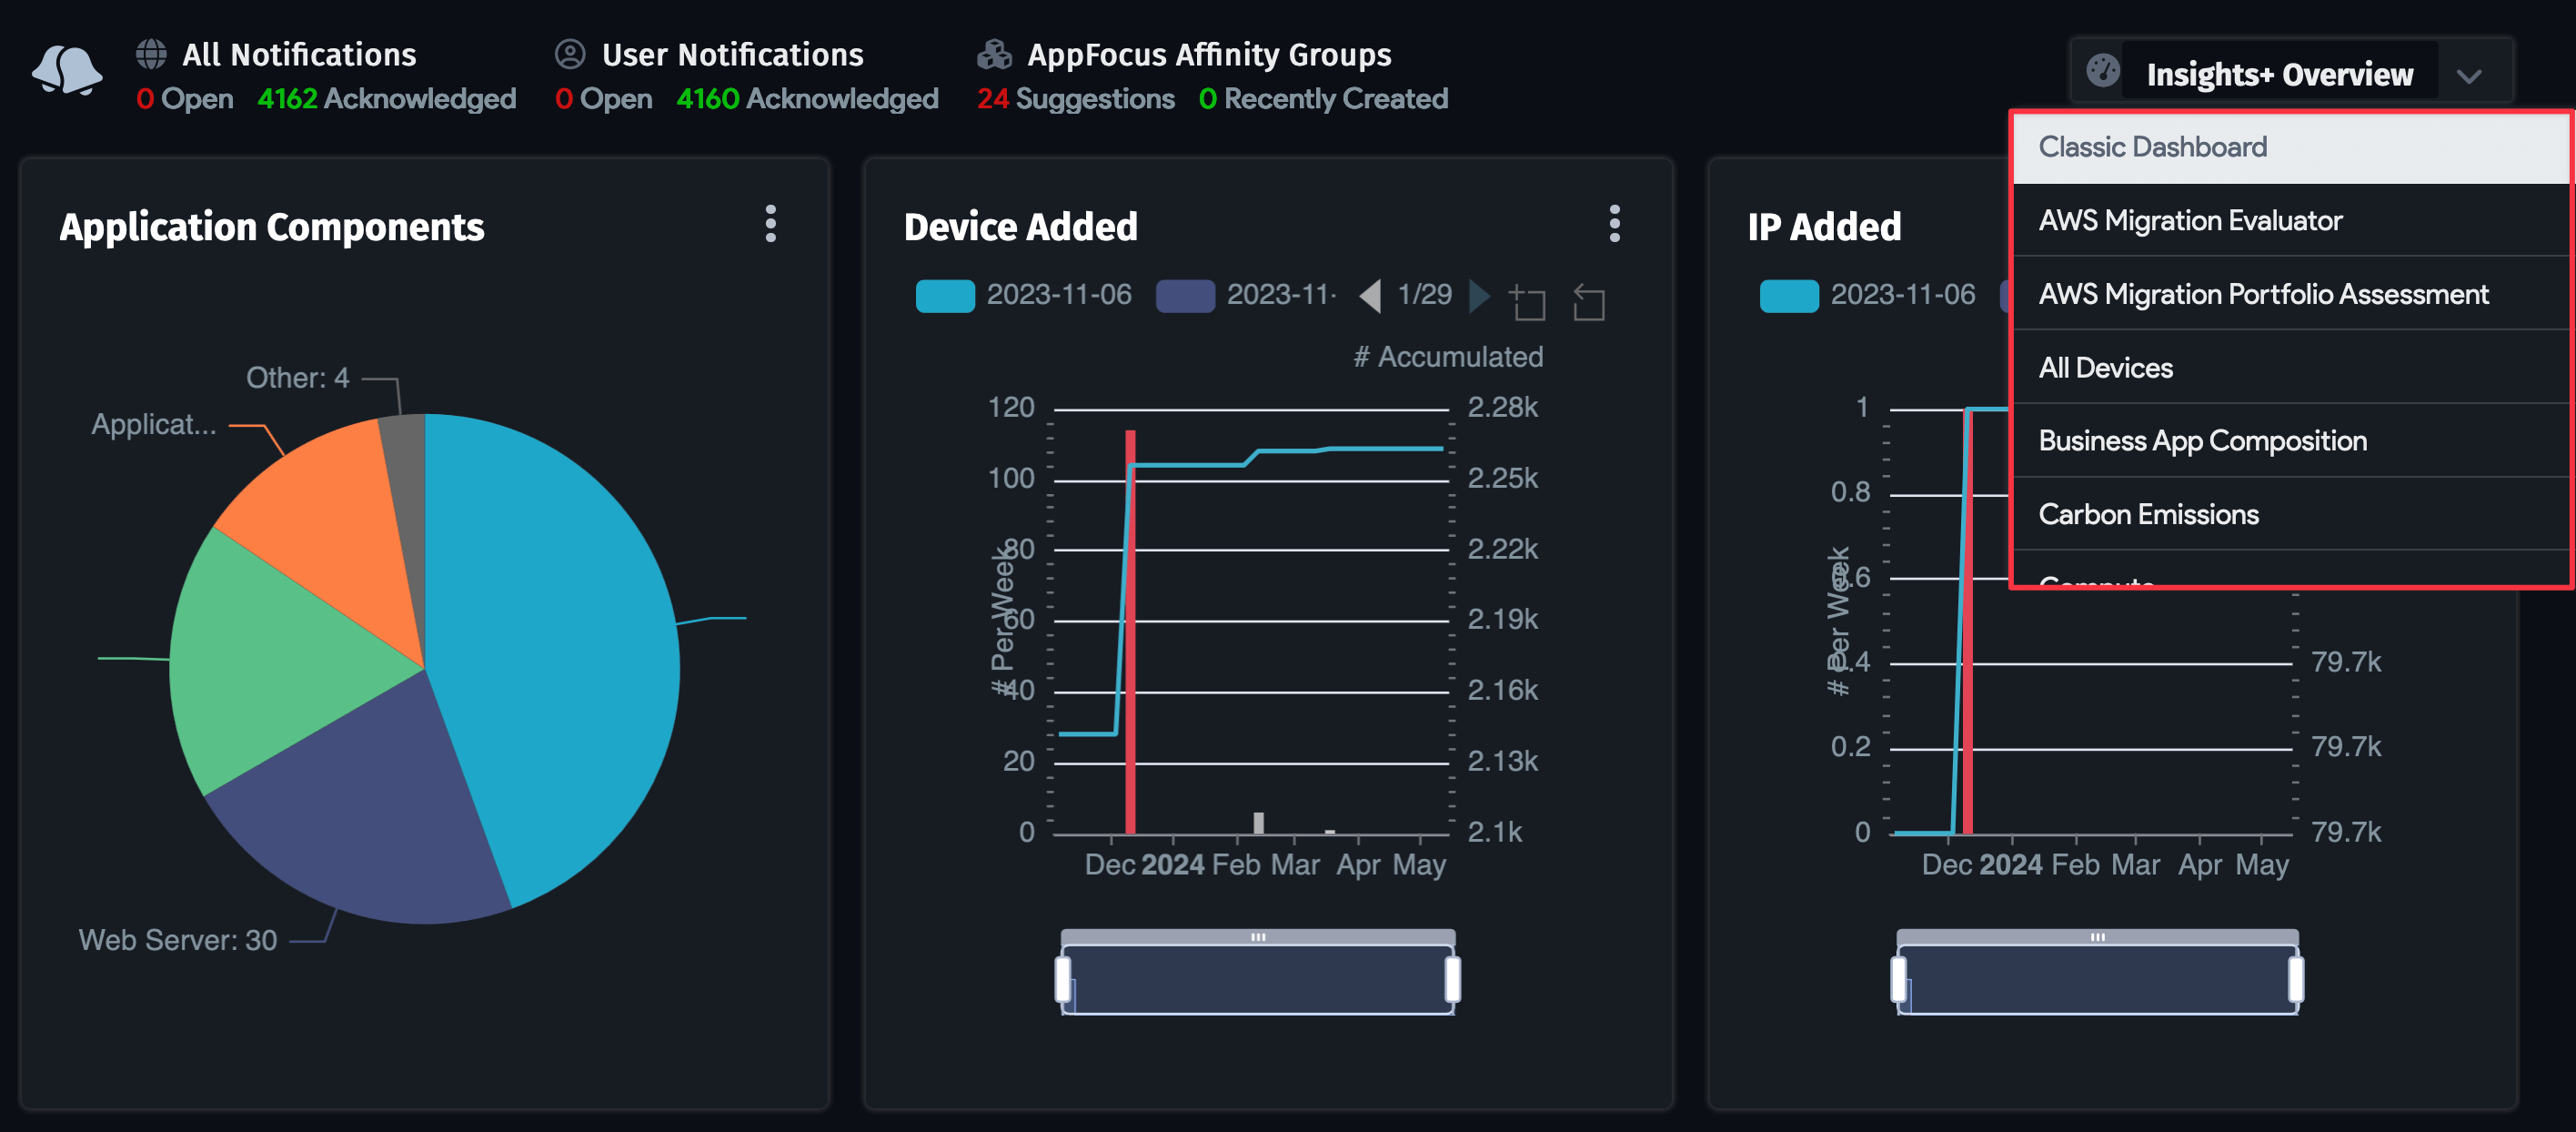 All Notifications
0 Open 4162 Acknowledged
User Notifications
0 Open 4160 Acknowledged
AppFocus Affinity Groups
24 Suggestions 0 Recently Created
Insights+ Overview
Classic Dashboard
AWS Migration Evaluator
AWS Migration Portfolio Assessment
All Devices
Business App Composition
Carbon Emissions
Compute
Application Components
Other: 4
Applicat...
Web Server: 30
Device Added
2023-11-06 2023-11- 1/29
# Accumulated
# Per Week
120 2.28k
100 2.25k
80 2.22k
60 2.19k
40 2.16k
20 2.13k
0 2.1k
Dec 2024 Feb Mar Apr May
IP Added
2023-11-06
# Per Week
1
0.8
0.6
0.4 79.7k
0.2 79.7k
0 79.7k
Dec 2024 Feb Mar Apr May